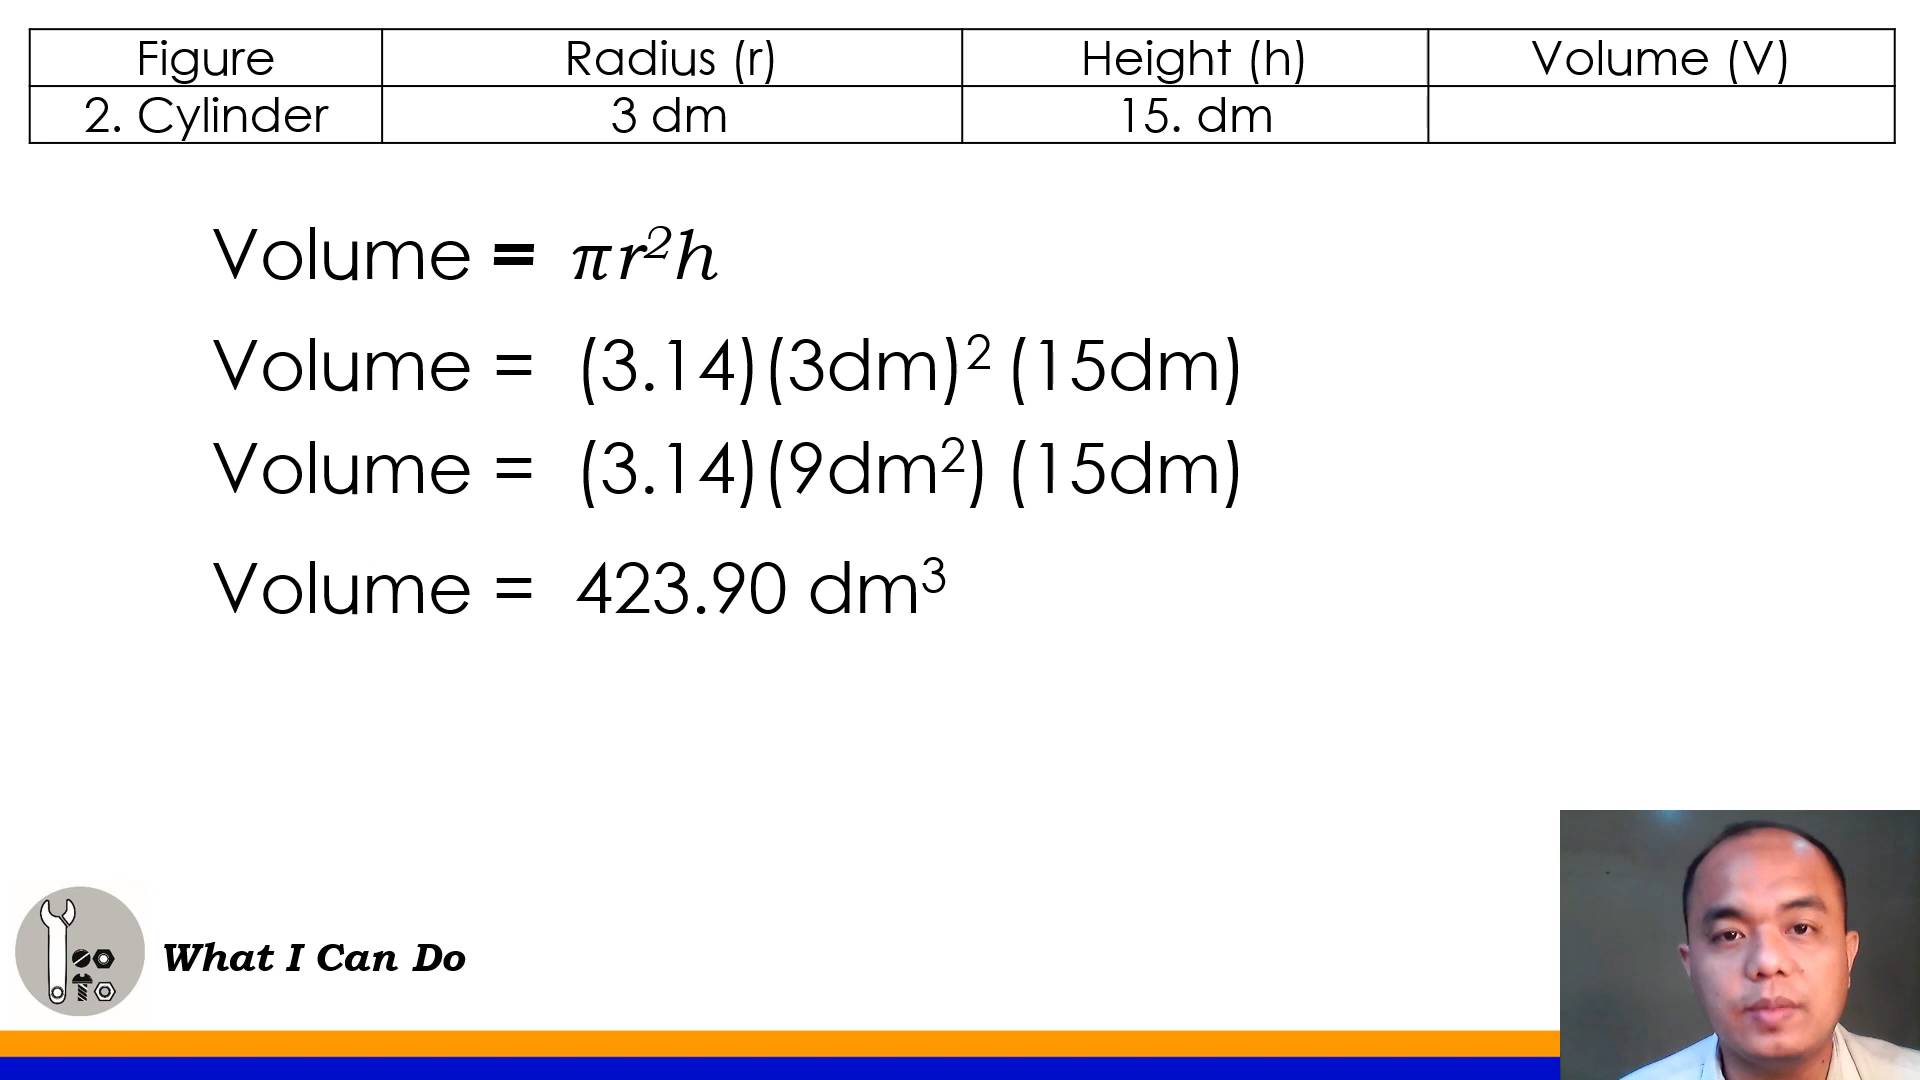 Figure Radius (r) Height (h) Volume (V)
2. Cylinder 3 dm 15. dm
Volume = πr²h
Volume = (3.14)(3dm)² (15dm)
Volume = (3.14)(9dm²) (15dm)
Volume = 423.90 dm³
What I Can Do